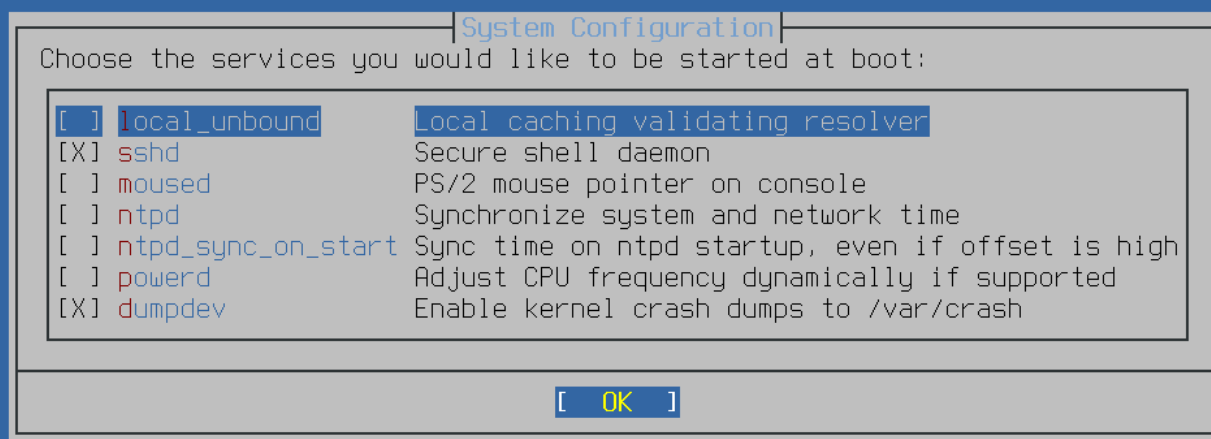 System Configuration
Choose the services you would like to be started at boot:
[ ] local_unbound Local caching validating resolver
[X] sshd Secure shell daemon
[ ] moused PS/2 mouse pointer on console
[ ] ntpd Synchronize system and network time
[ ] ntpd_sync_on_start Sync time on ntpd startup, even if offset is high
[ ] powerd Adjust CPU frequency dynamically if supported
[X] dumpdev Enable kernel crash dumps to /var/crash
[ OK ]